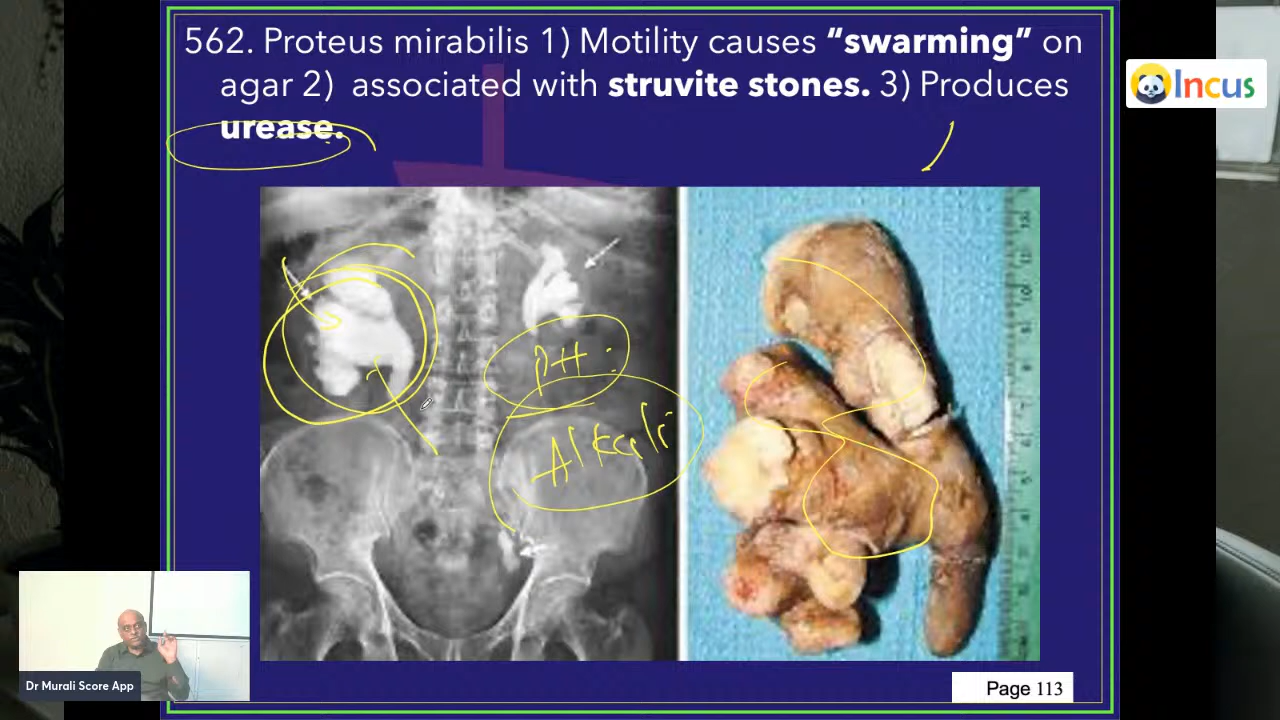 562. Proteus mirabilis 1) Motility causes “swarming” on
agar 2) associated with struvite stones. 3) Produces
urease.
Incus
PH :
Alkali
Dr Murali Score App
Page 113